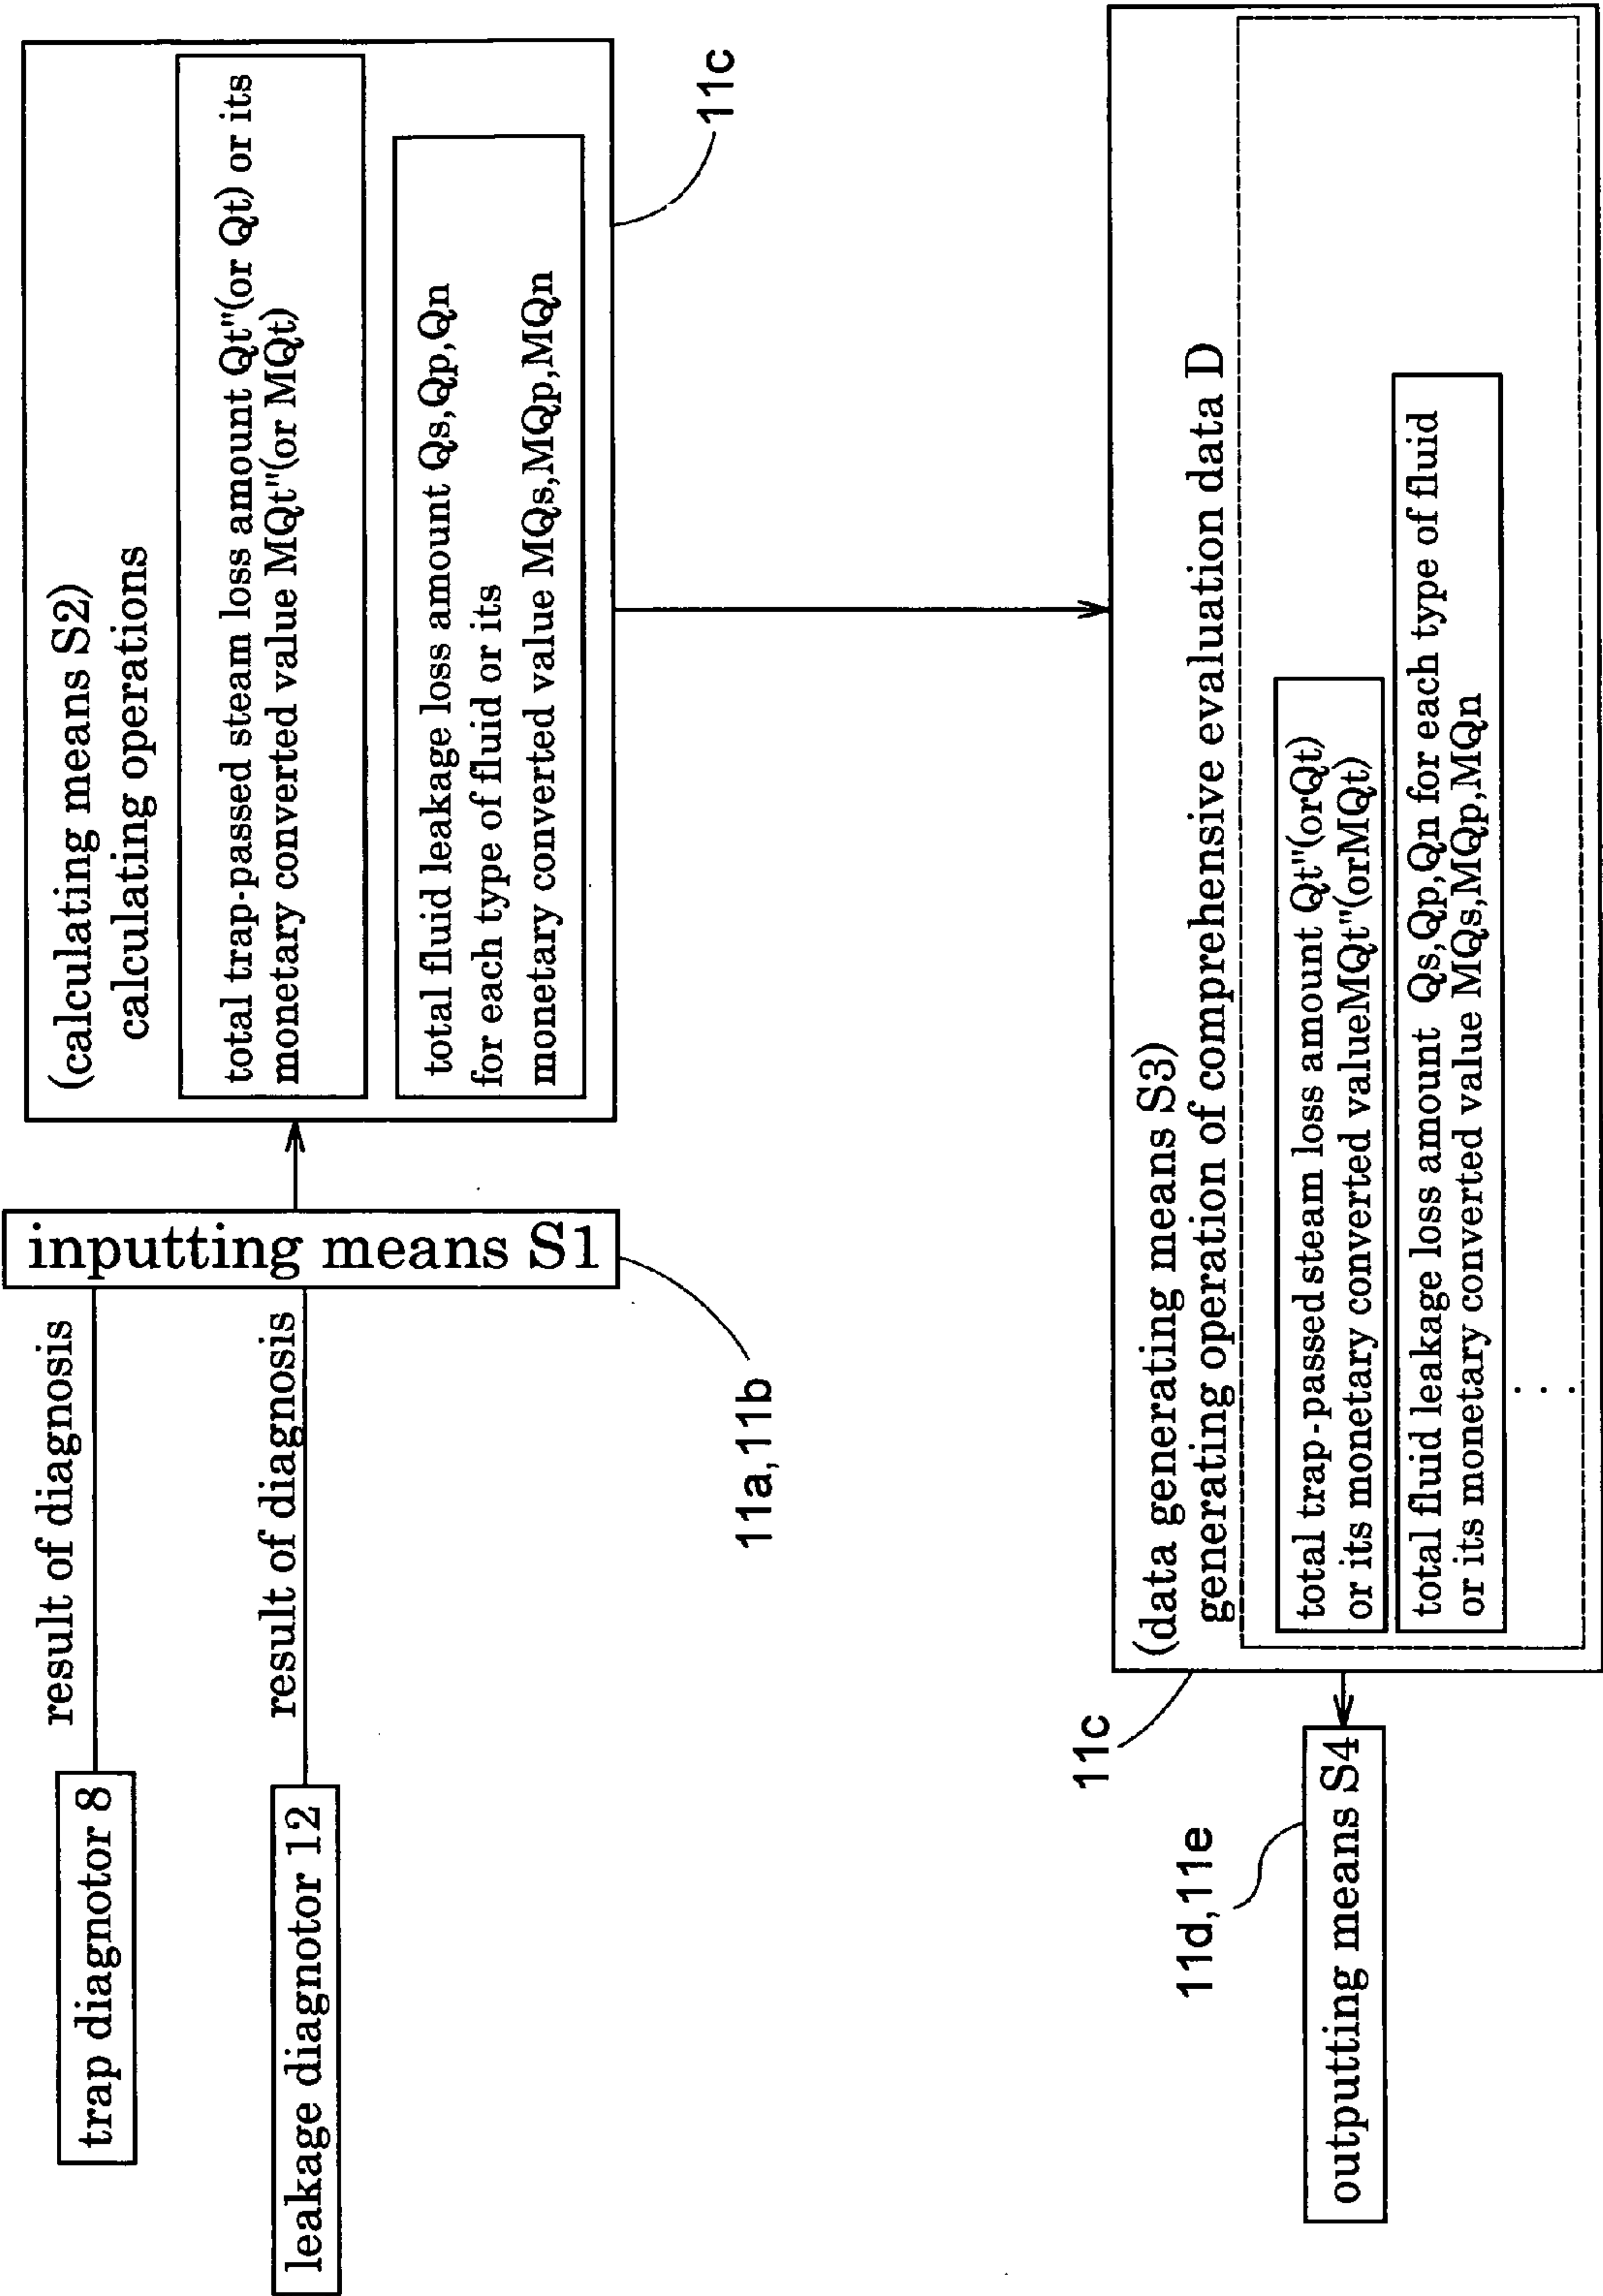 trap diagnotor 8
result of diagnosis
leakage diagnotor 12
result of diagnosis
inputting means S1
11a,11b
(calculating means S2)
calculating operations
total trap-passed steam loss amount Qt"(or Qt) or its
monetary converted value MQt"(or MQt)
total fluid leakage loss amount Qs,Qp,Qn
for each type of fluid or its
monetary converted value MQs,MQp,MQn
11c
(data generating means S3)
generating operation of comprehensive evaluation data D
total trap-passed steam loss amount Qt"(orQt)
or its monetary converted valueMQt"(orMQt)
total fluid leakage loss amount Qs,Qp,Qn for each type of fluid
or its monetary converted value MQs,MQp,MQn
...
11c
11d,11e
outputting means S4